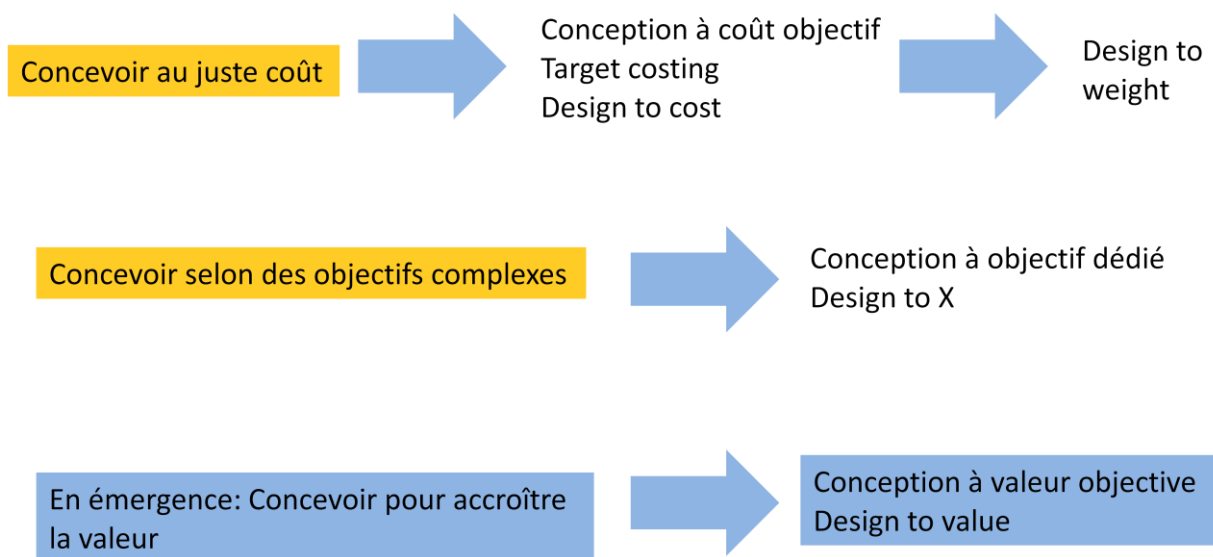 Concevoir au juste coût
Conception à coût objectif
Target costing
Design to cost
Design to
weight
Concevoir selon des objectifs complexes
Conception à objectif dédié
Design to X
En émergence: Concevoir pour accroître
la valeur
Conception à valeur objective
Design to value